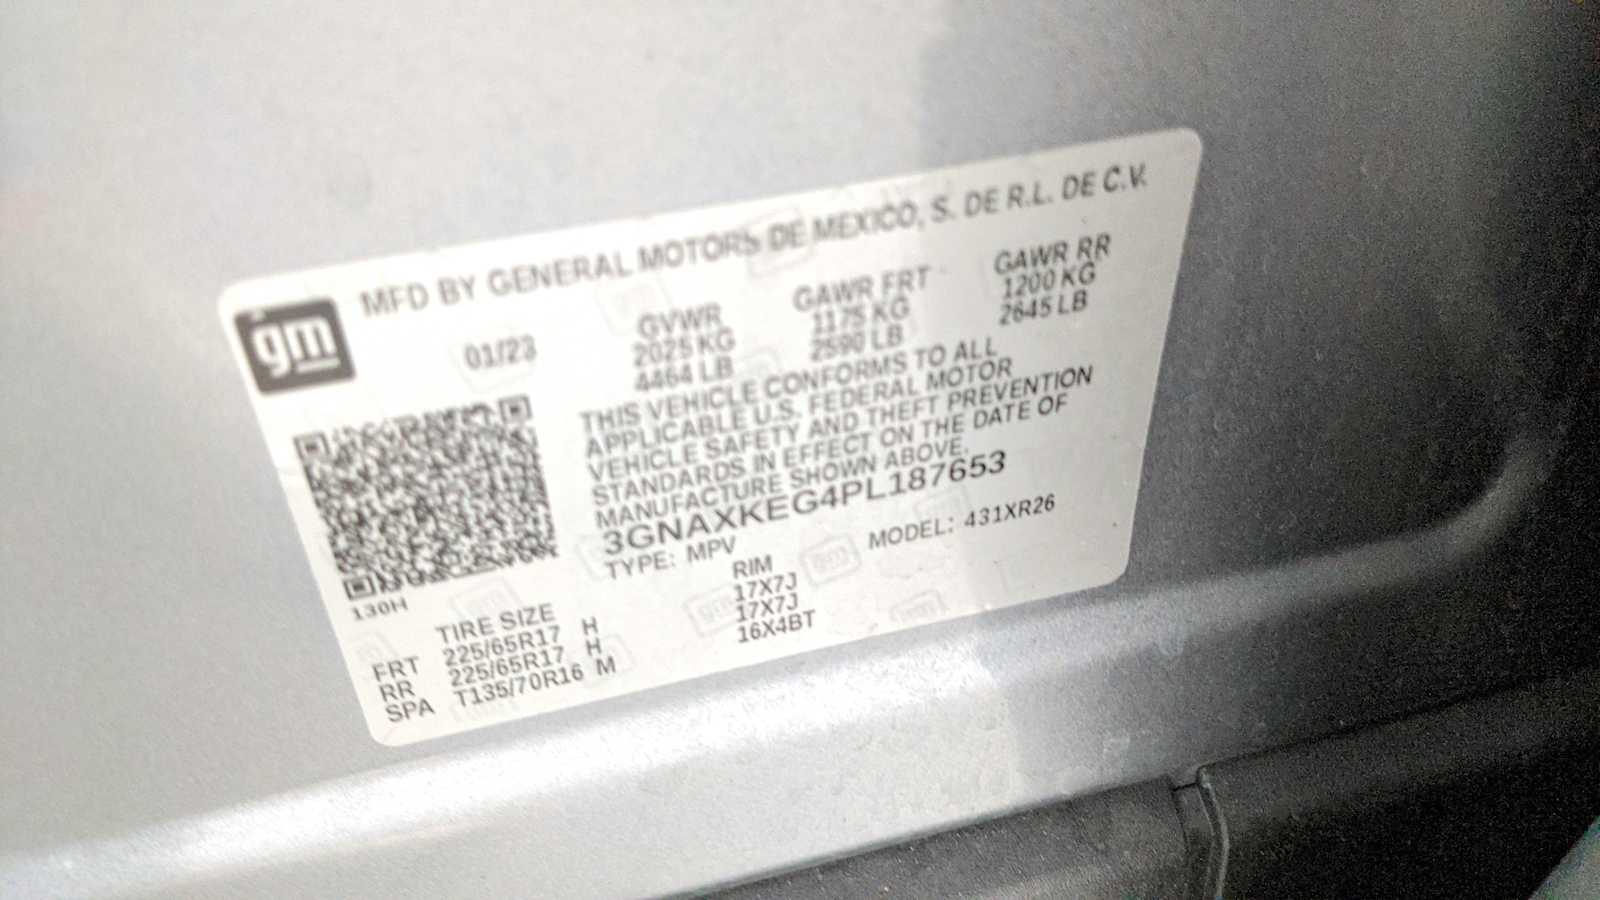 MFD BY GENERAL MOTORS DE MEXICO, S. DE R.L. DE C.V.
gm
01/23
GVWR
2025 KG
4464 LB
GAWR FRT
1175 KG
2590 LB
GAWR RR
1200 KG
2645 LB
THIS VEHICLE CONFORMS TO ALL
APPLICABLE U.S. FEDERAL MOTOR
VEHICLE SAFETY AND THEFT PREVENTION
STANDARDS IN EFFECT ON THE DATE OF
MANUFACTURE SHOWN ABOVE.
3GNAXKEG4PL187653
TYPE: MPV MODEL: 431XR26
130H
TIRE SIZE RIM
FRT 225/65R17 H 17X7J
RR 225/65R17 H 17X7J
SPA T135/70R16 M 16X4BT